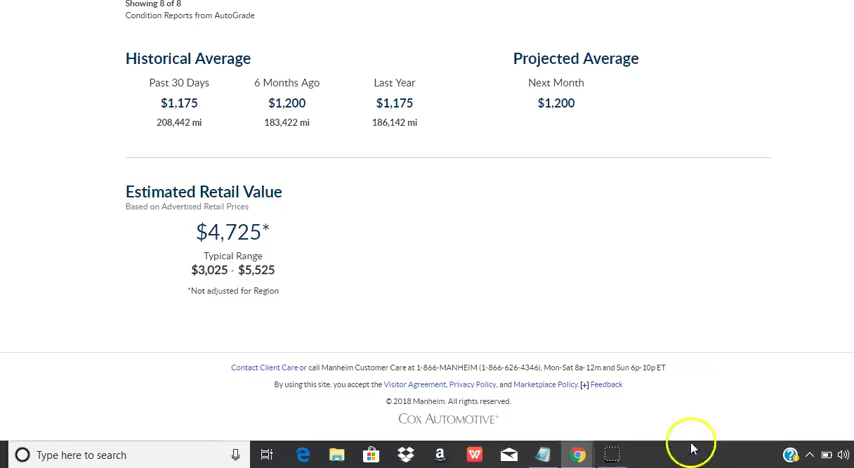 Showing 8 of 8
Condition Reports from AutoGrade
Historical Average
Projected Average
Past 30 Days
6 Months Ago
Last Year
Next Month
$1,175
$1,200
$1,175
$1,200
208,442 mi
183,422 mi
186,142 mi
Estimated Retail Value
Based on Advertised Retail Prices
$4,725*
Typical Range
$3,025 - $5,525
*Not adjusted for Region
Contact Client Care or call Manheim Customer Care at 1-866-MANHEIM (1-866-626-4346), Mon-Sat 8a-12m and Sun 6p-10p ET
By using this site, you accept the Visitor Agreement, Privacy Policy, and Marketplace Policy. [+] Feedback
© 2018 Manheim. All rights reserved.
COX AUTOMOTIVE™
Type here to search